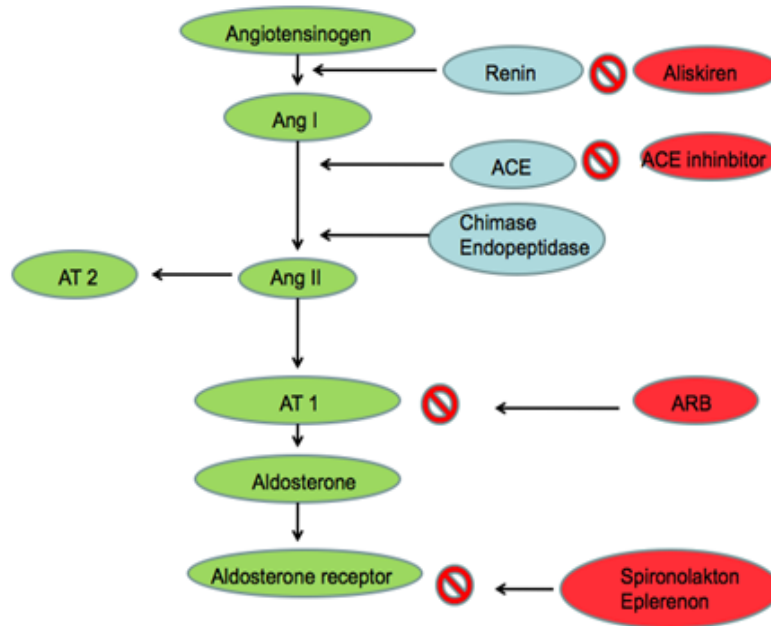 Angiotensinogen
Renin
Aliskiren
Ang I
ACE
ACE inhinbitor
Chimase
Endopeptidase
AT 2
Ang II
AT 1
ARB
Aldosterone
Aldosterone receptor
Spironolakton
Eplerenon